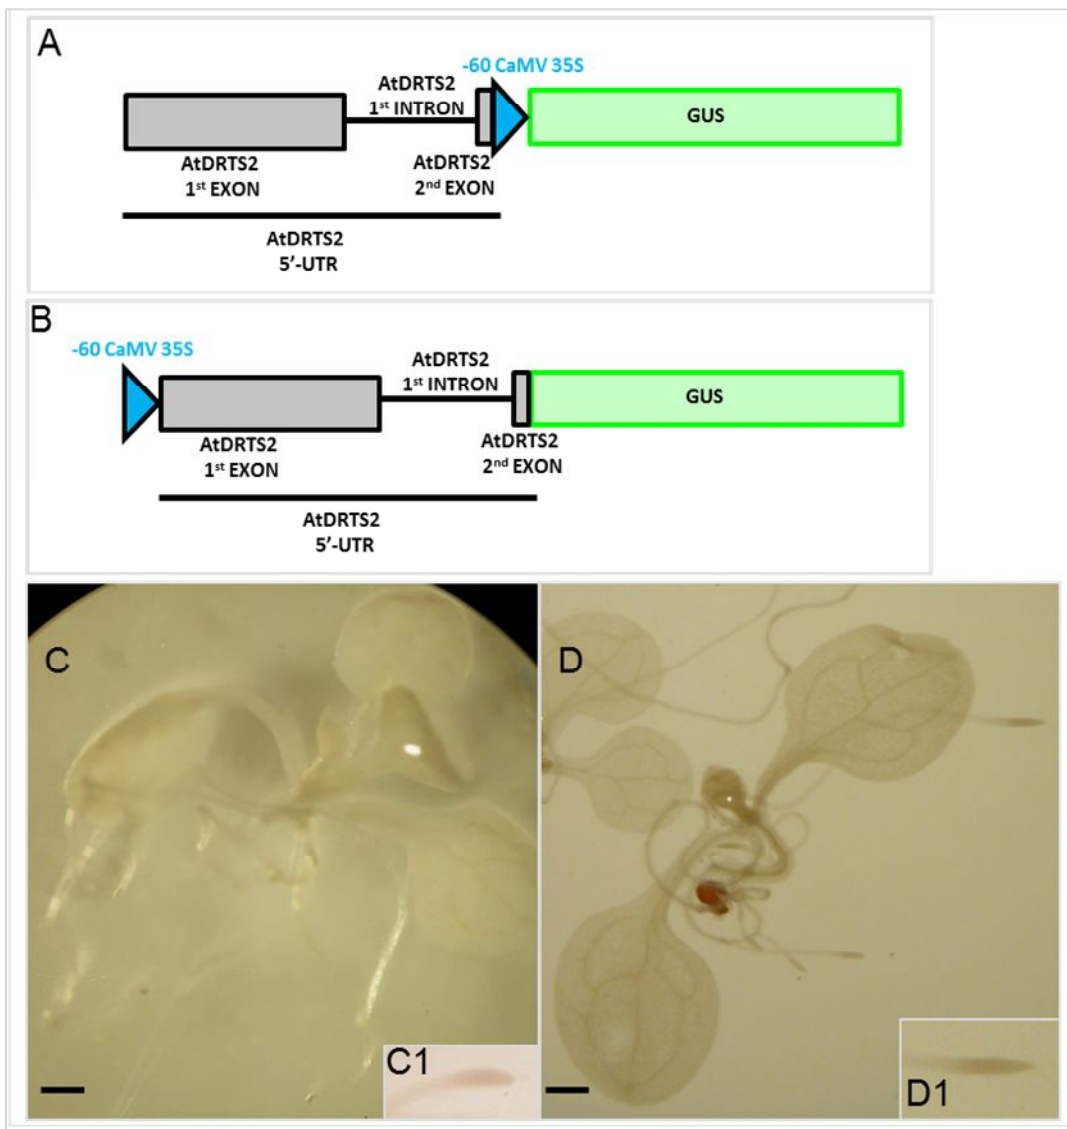 A
-60 CaMV 35S
AtDRTS2
1st INTRON
GUS
AtDRTS2
1st EXON
AtDRTS2
2nd EXON
AtDRTS2
5’-UTR
B
-60 CaMV 35S
AtDRTS2
1st INTRON
GUS
AtDRTS2
1st EXON
AtDRTS2
2nd EXON
AtDRTS2
5’-UTR
C
D
C1
D1